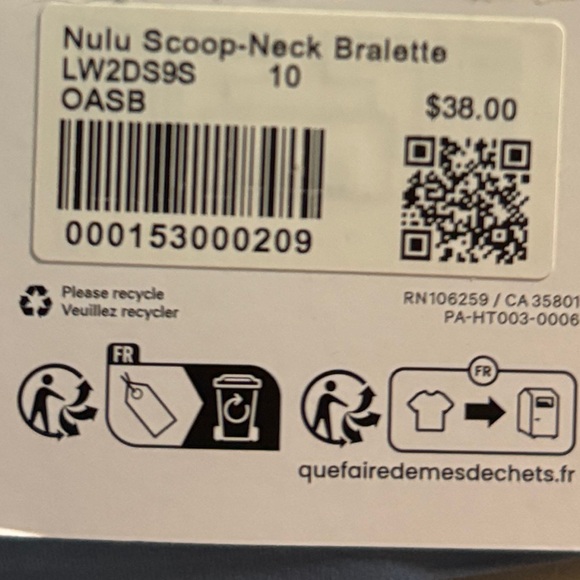 Nulu Scoop-Neck Bralette
LW2DS9S 10
OASB $38.00
000153000209
Please recycle
Veuillez recycler
RN106259 / CA 35801
PA-HT003-0006
FR
FR
quefairedemesdechets.fr